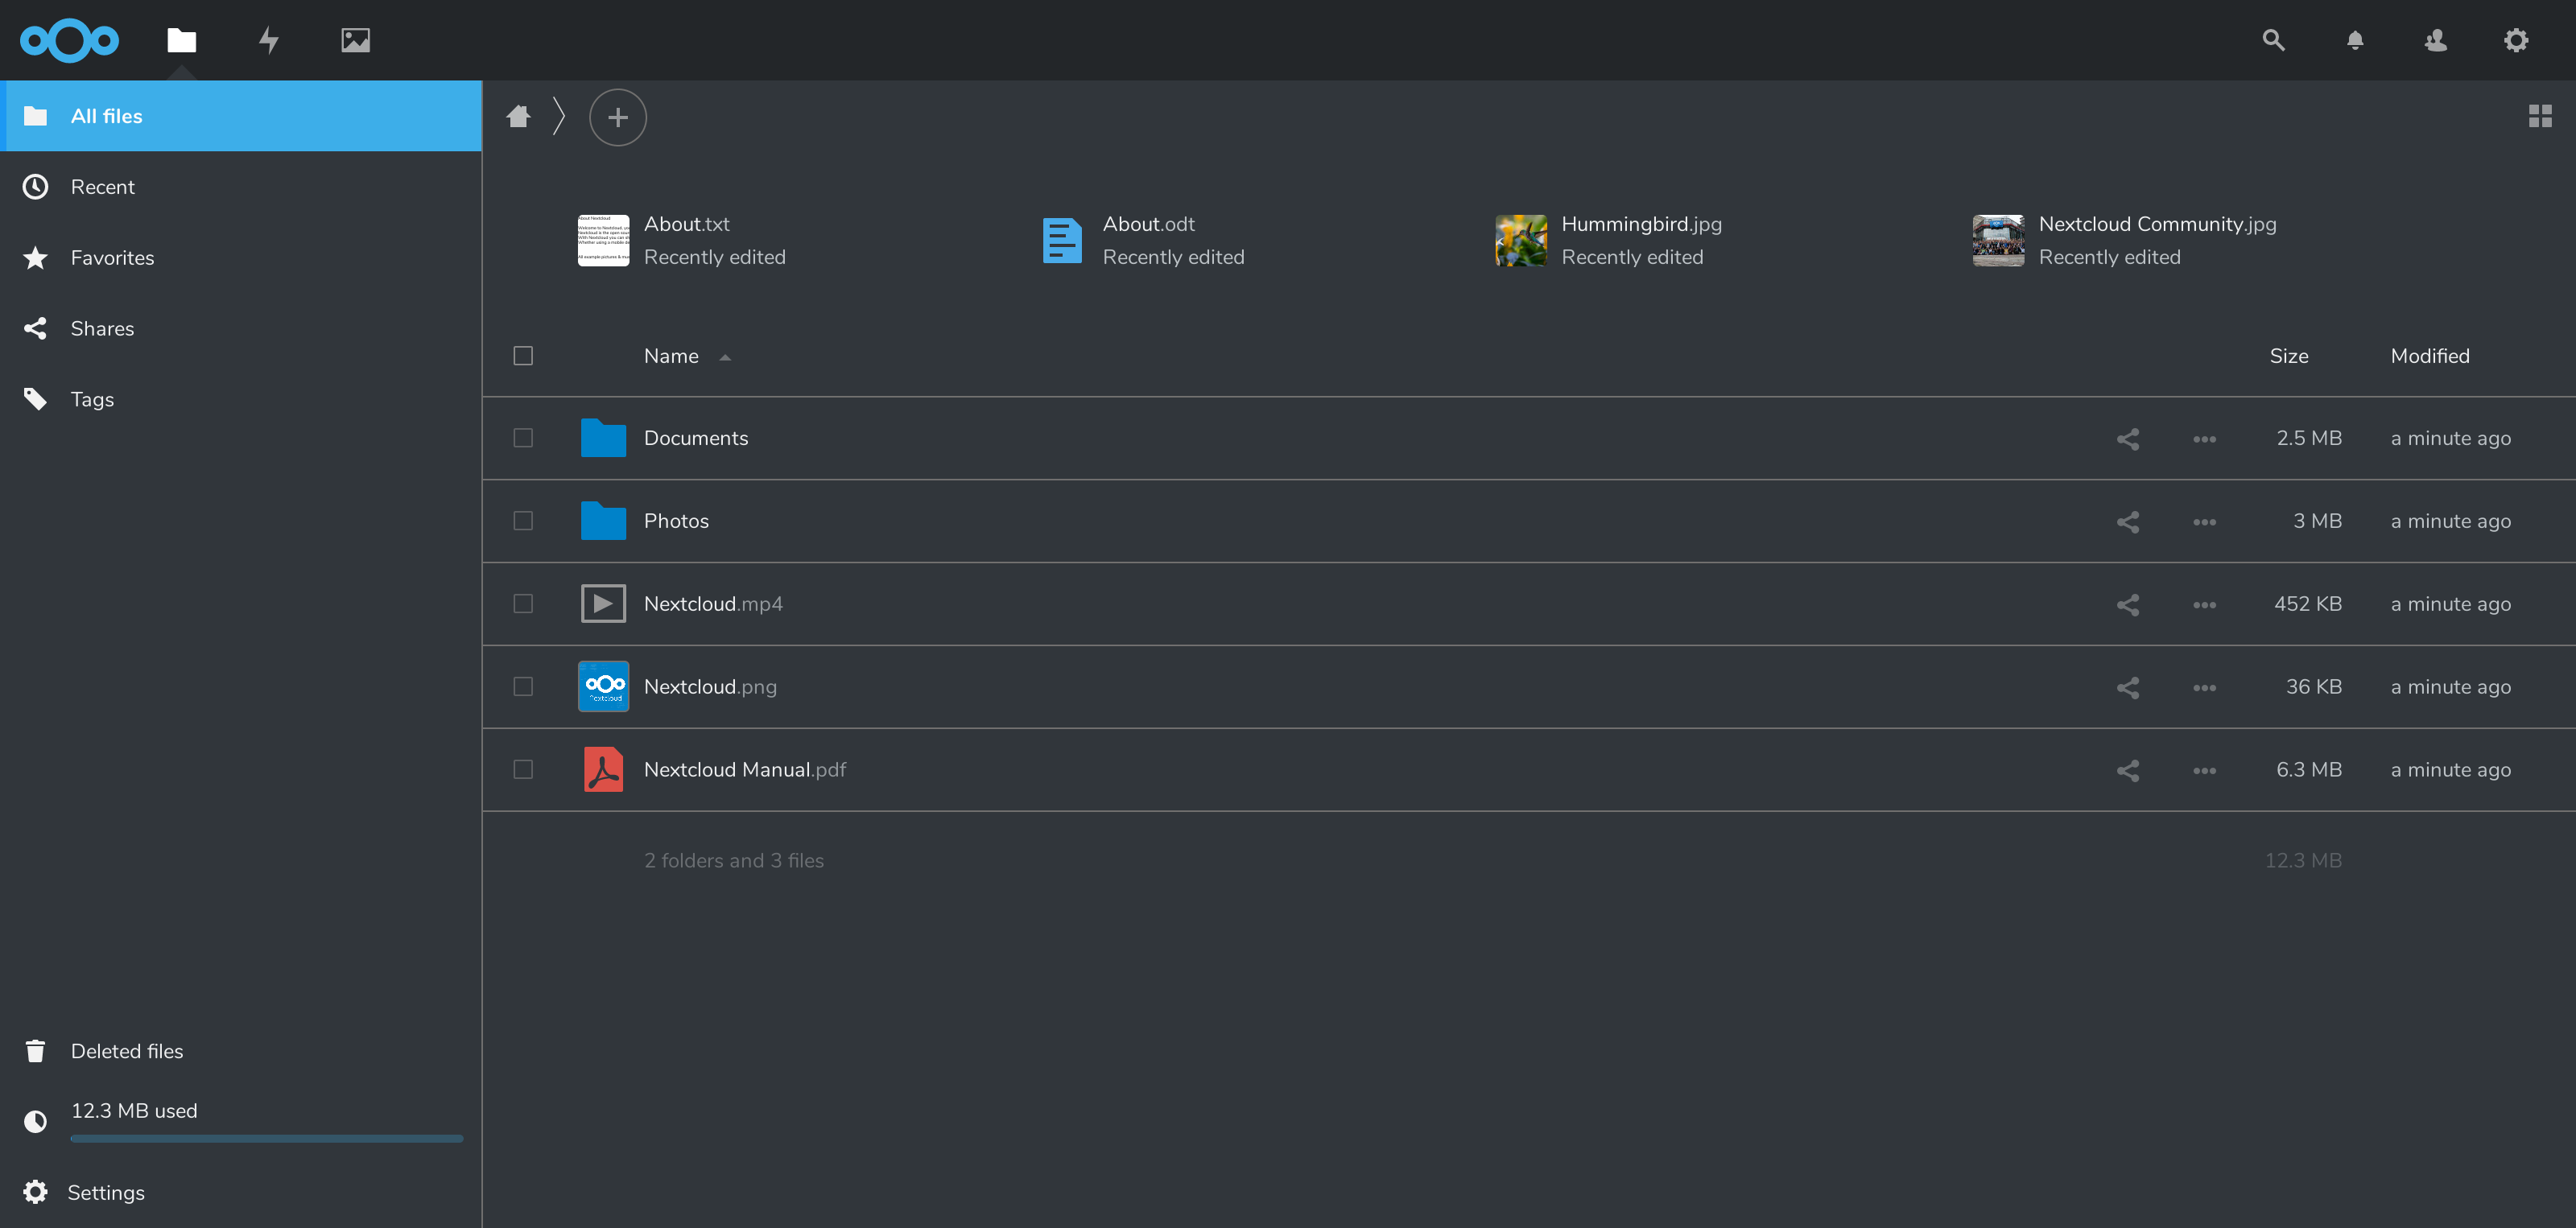 All files
Recent
Favorites
Shares
Tags
Deleted files
12.3 MB used
Settings
About.txt
Recently edited
About.odt
Recently edited
Hummingbird.jpg
Recently edited
Nextcloud Community.jpg
Recently edited
Name Size Modified
Documents 2.5 MB a minute ago
Photos 3 MB a minute ago
Nextcloud.mp4 452 KB a minute ago
Nextcloud.png 36 KB a minute ago
Nextcloud Manual.pdf 6.3 MB a minute ago
2 folders and 3 files 12.3 MB